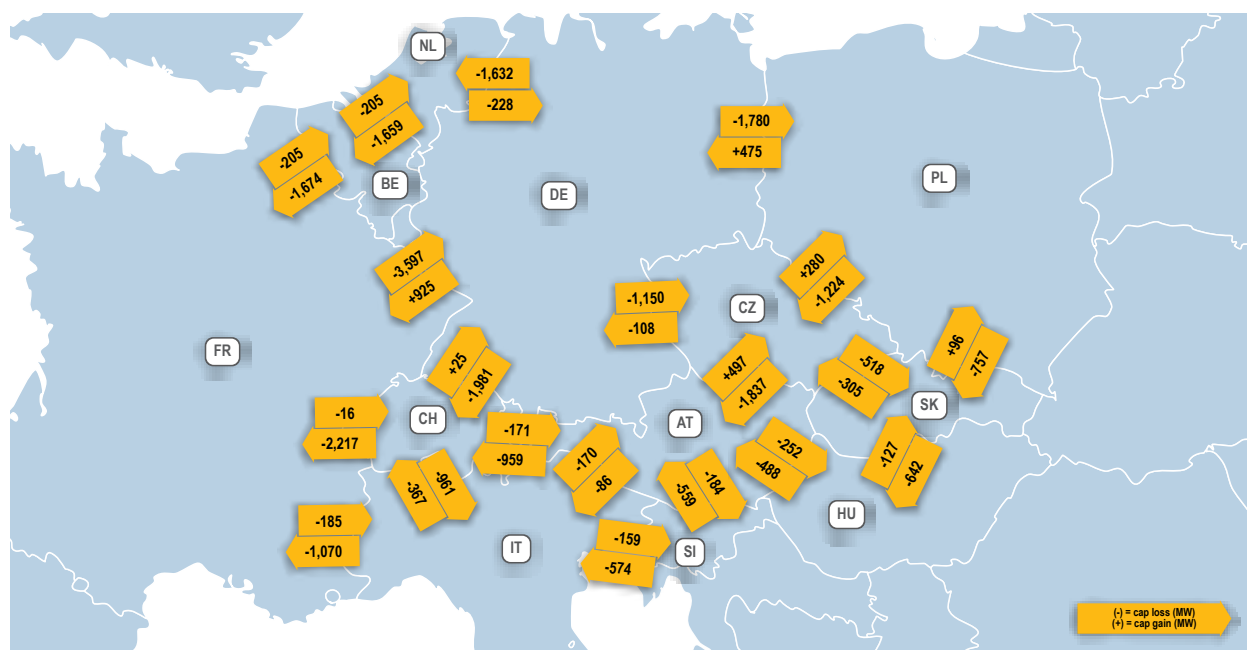 NL
-1,632
-228
-205
-1,659
-1,780
+475
-205
-1,674
BE
DE
PL
-3,597
+925
+280
-1,224
-1,150
-108
CZ
FR
+25
-1,981
+497
-1,837
-518
-305
+96
-757
SK
-16
-2,217
CH
-171
-959
AT
-252
-488
-127
-642
-170
-86
-367
-961
-559
-184
HU
-185
-1,070
IT
-159
-574
SI
(-) = cap loss (MW)
(+) = cap gain (MW)